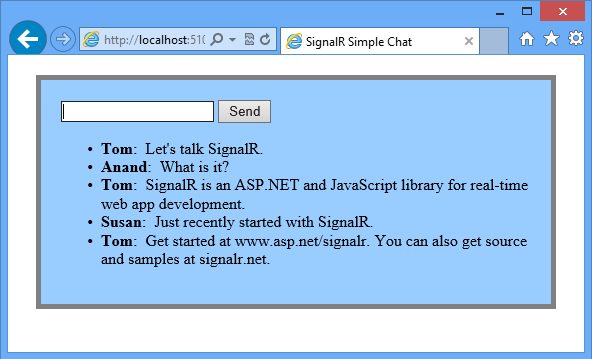 http://localhost:510
SignalR Simple Chat
Send
• Tom: Let's talk SignalR.
• Anand: What is it?
• Tom: SignalR is an ASP.NET and JavaScript library for real-time
web app development.
• Susan: Just recently started with SignalR.
• Tom: Get started at www.asp.net/signalr. You can also get source
and samples at signalr.net.